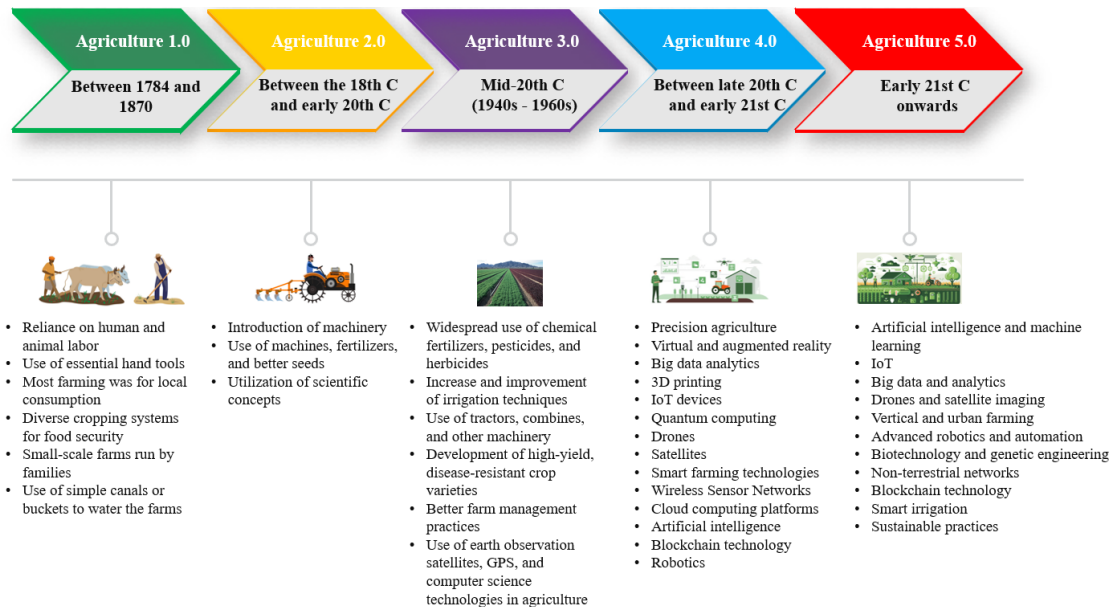 Agriculture 1.0
Between 1784 and
1870
Agriculture 2.0
Between the 18th C
and early 20th C
Agriculture 3.0
Mid-20th C
(1940s - 1960s)
Agriculture 4.0
Between late 20th C
and early 21st C
Agriculture 5.0
Early 21st C
onwards
• Reliance on human and
animal labor
• Use of essential hand tools
• Most farming was for local
consumption
• Diverse cropping systems
for food security
• Small-scale farms run by
families
• Use of simple canals or
buckets to water the farms
• Introduction of machinery
• Use of machines, fertilizers,
and better seeds
• Utilization of scientific
concepts
• Widespread use of chemical
fertilizers, pesticides, and
herbicides
• Increase and improvement
of irrigation techniques
• Use of tractors, combines,
and other machinery
• Development of high-yield,
disease-resistant crop
varieties
• Better farm management
practices
• Use of earth observation
satellites, GPS, and
computer science
technologies in agriculture
• Precision agriculture
• Virtual and augmented reality
• Big data analytics
• 3D printing
• IoT devices
• Quantum computing
• Drones
• Satellites
• Smart farming technologies
• Wireless Sensor Networks
• Cloud computing platforms
• Artificial intelligence
• Blockchain technology
• Robotics
• Artificial intelligence and machine
learning
• IoT
• Big data and analytics
• Drones and satellite imaging
• Vertical and urban farming
• Advanced robotics and automation
• Biotechnology and genetic engineering
• Non-terrestrial networks
• Blockchain technology
• Smart irrigation
• Sustainable practices